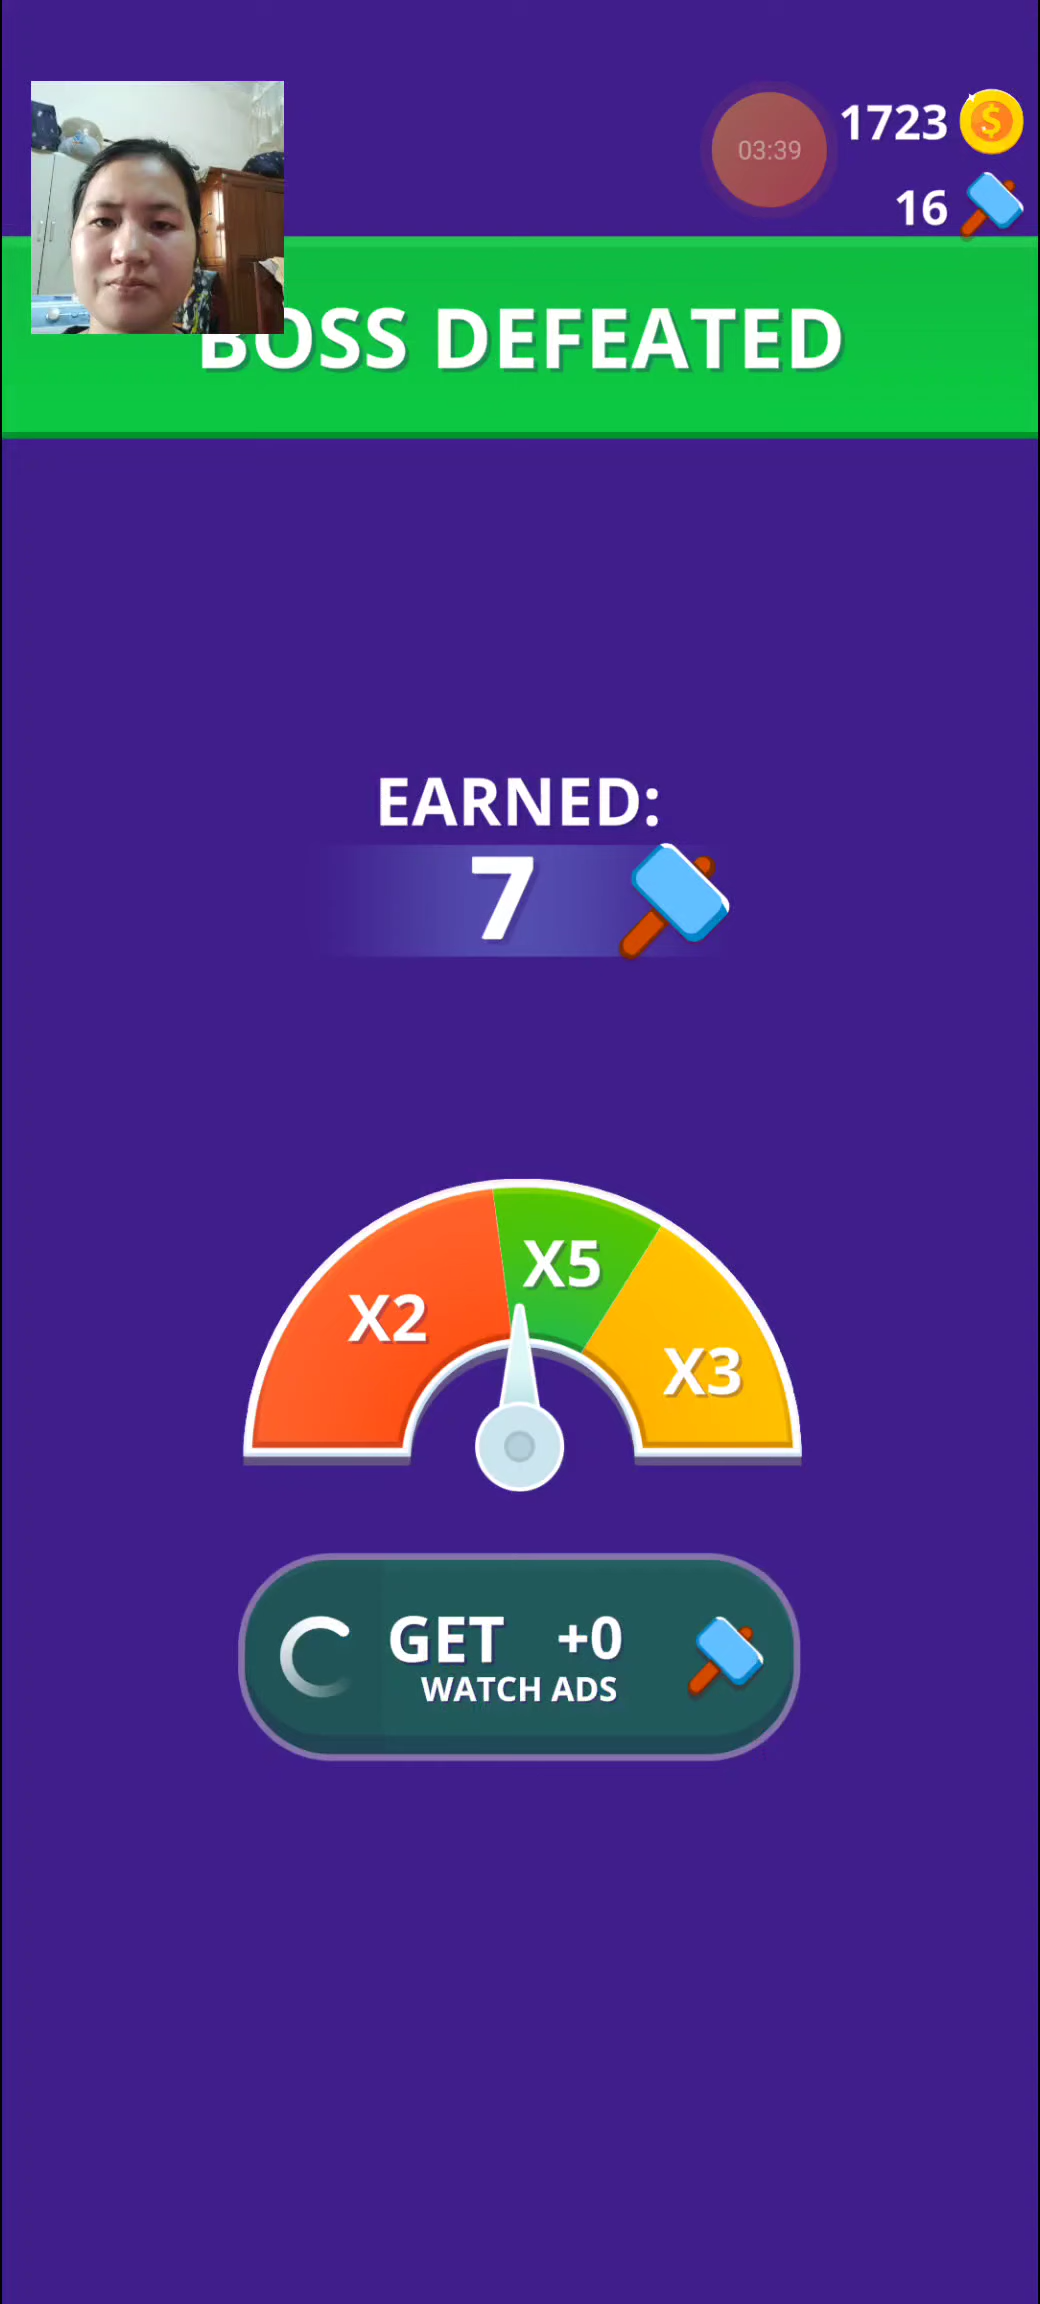 1723
03:39
16
BOSS DEFEATED
EARNED:
7
X5
X2
X3
GET +0
WATCH ADS